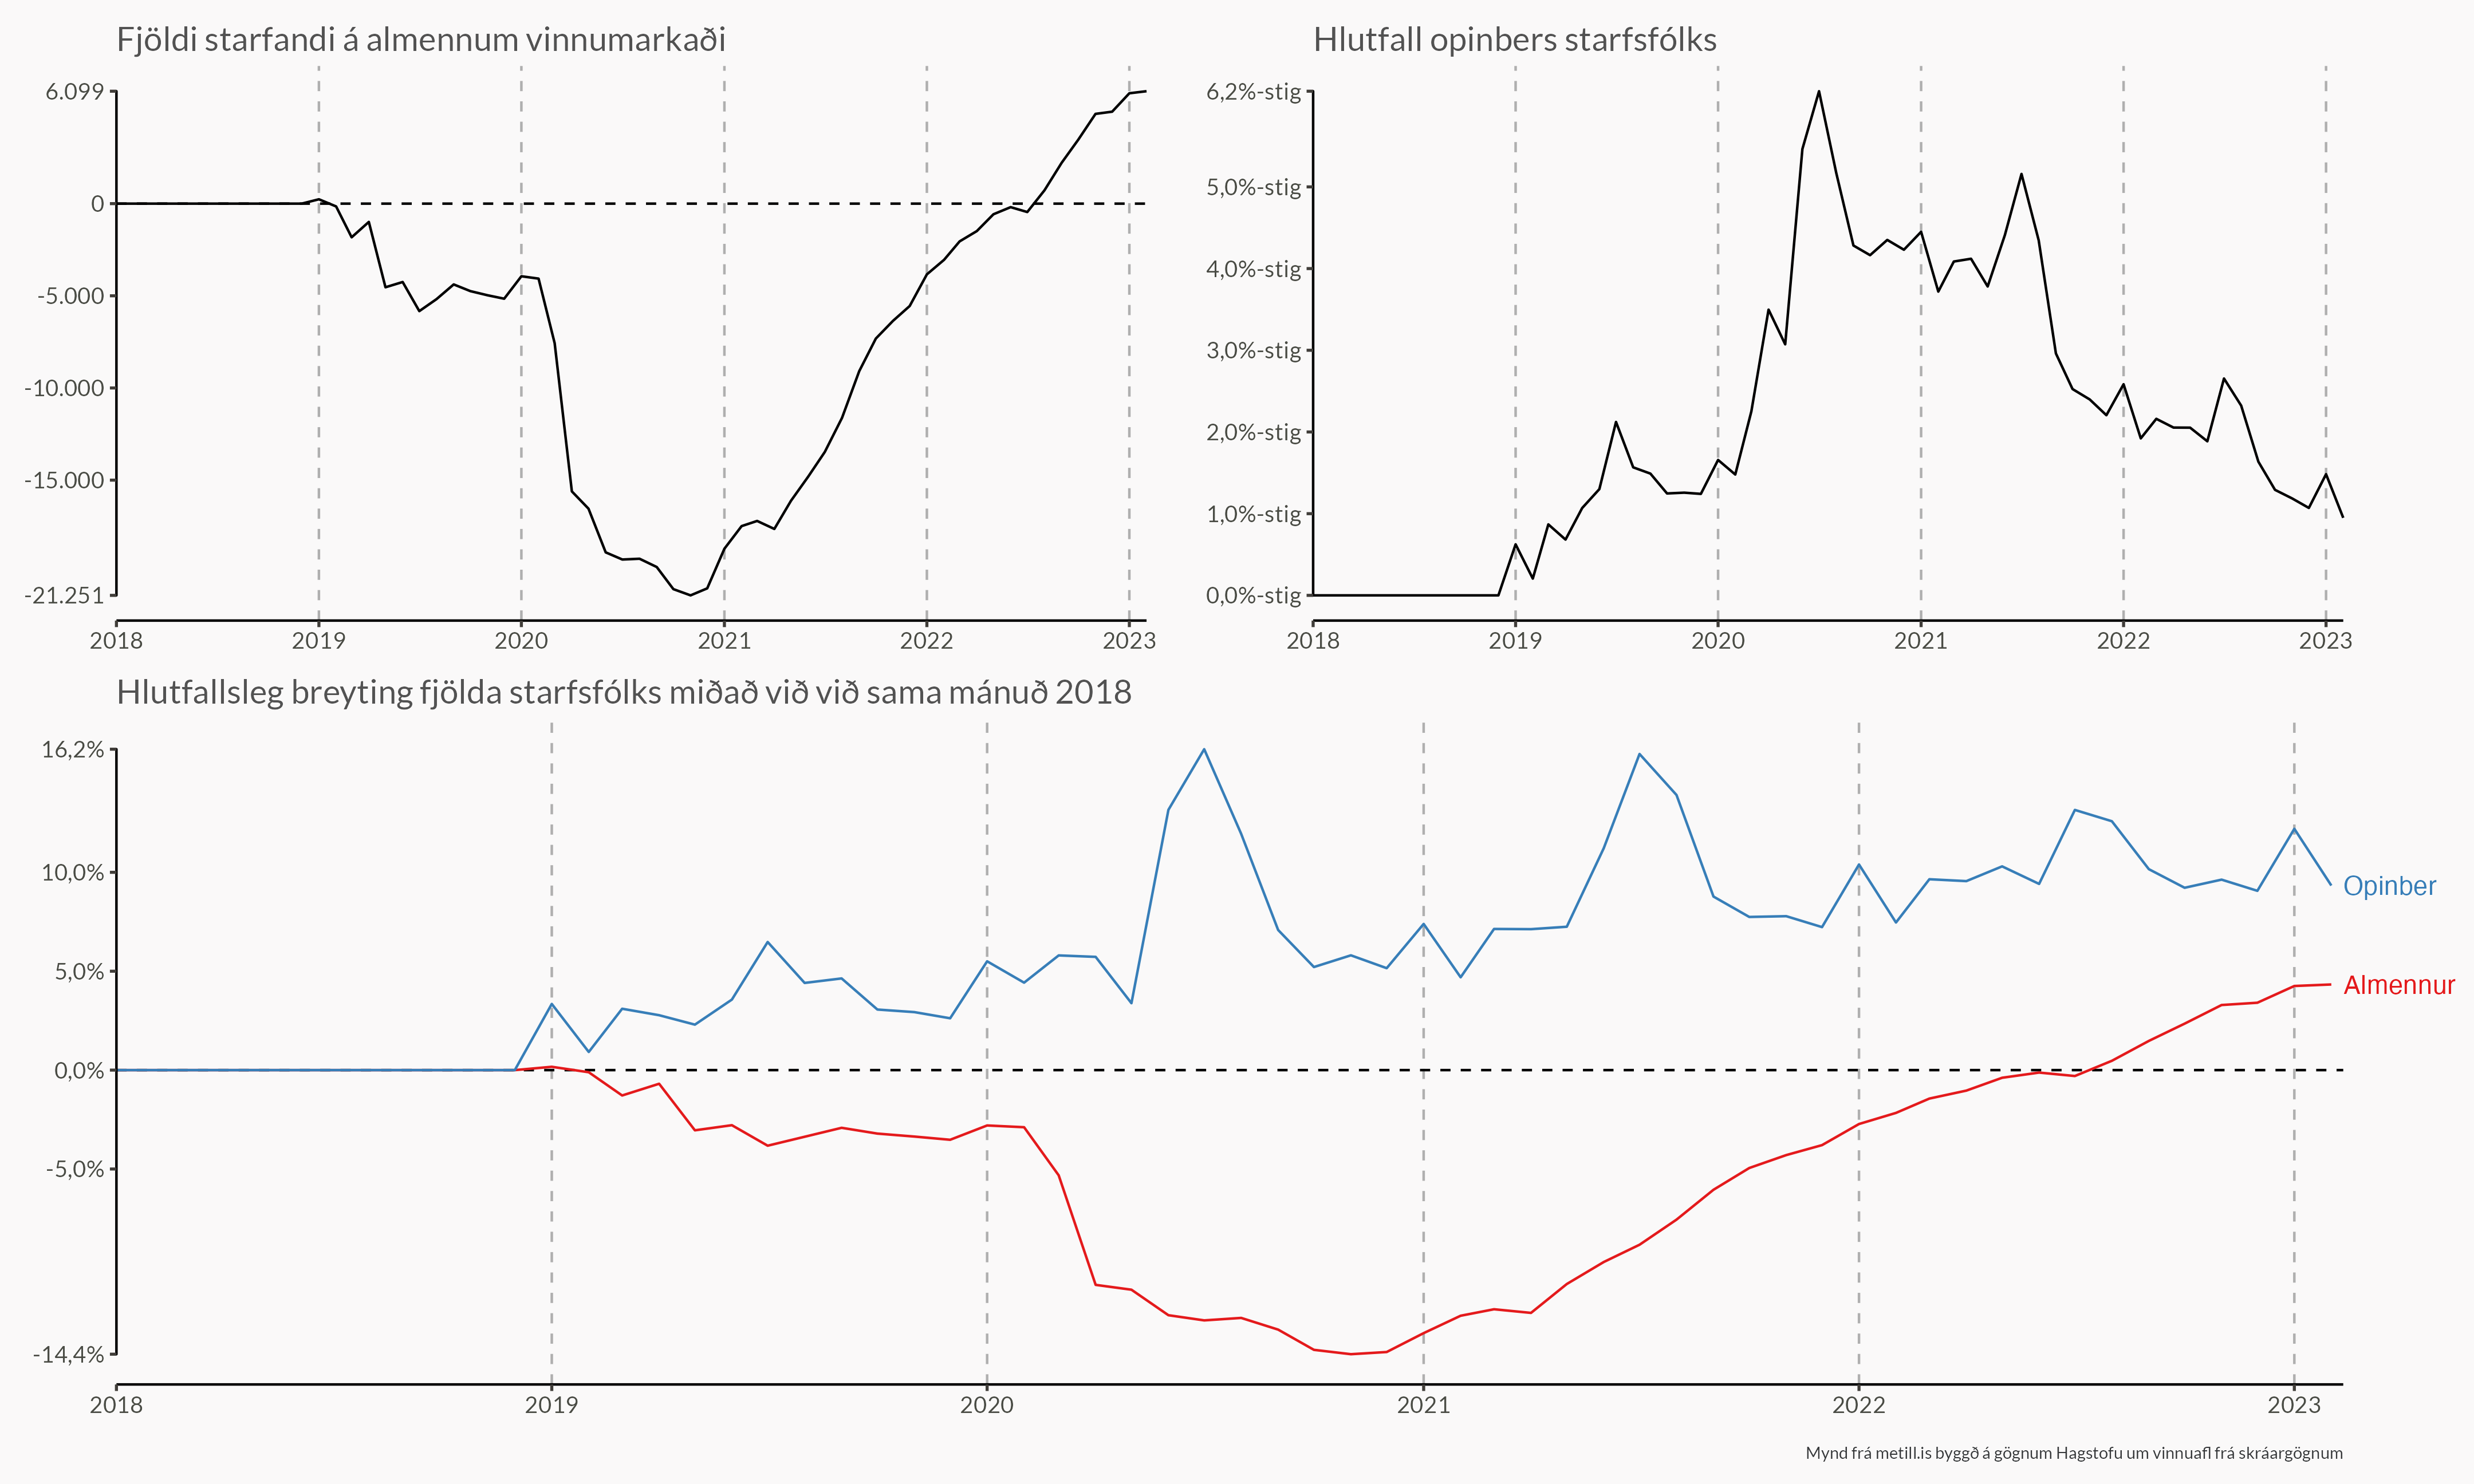 Fjöldi starfandi á almennum vinnumarkaði
6.099
0
-5.000
-10.000
-15.000
-21.251
2018 2019 2020 2021 2022 2023
Hlutfall opinbers starfsfólks
6,2%-stig
5,0%-stig
4,0%-stig
3,0%-stig
2,0%-stig
1,0%-stig
0,0%-stig
2018 2019 2020 2021 2022 2023
Hlutfallsleg breyting fjölda starfsfólks miðað við við sama mánuð 2018
16,2%
10,0%
5,0%
0,0%
-5,0%
-14,4%
Opinber
Almennur
2018 2019 2020 2021 2022 2023
Mynd frá metill.is byggð á gögnum Hagstofu um vinnuafl frá skráargögnum